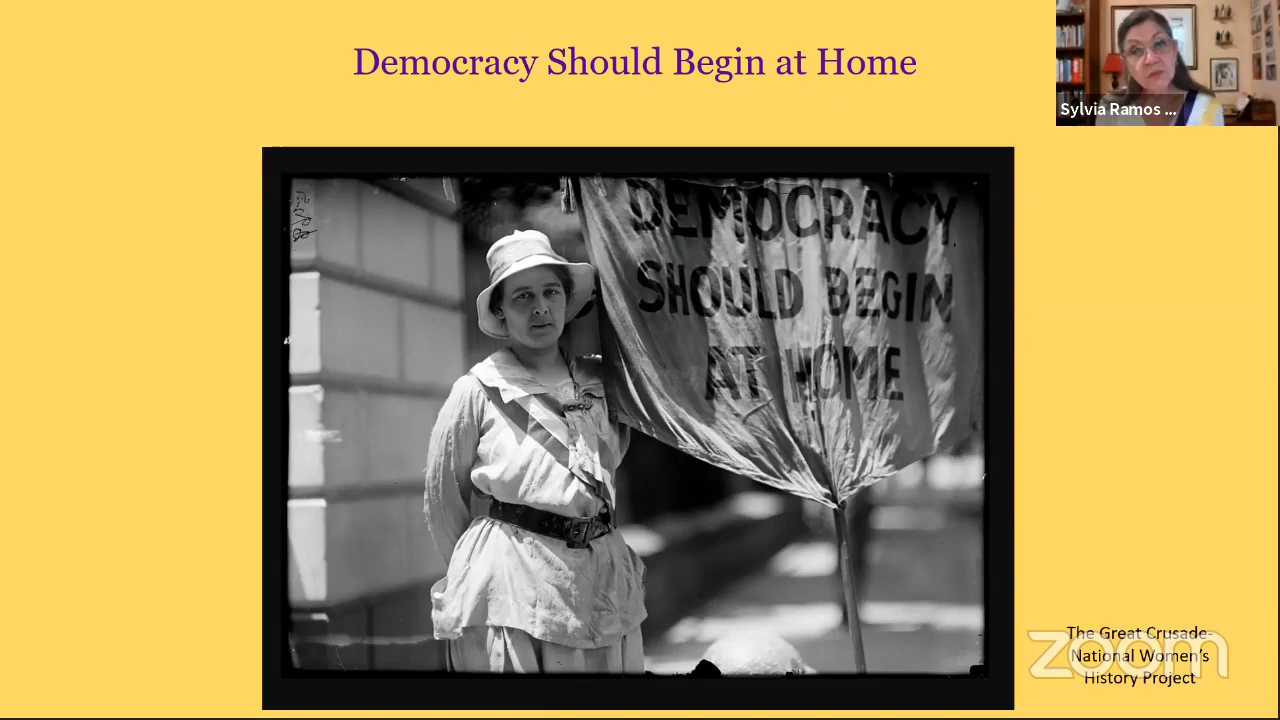 Democracy Should Begin at Home
Sylvia Ramos ...
DEMOCRACY
SHOULD BEGIN
AT HOME
The Great Crusade-
National Women's
History Project
zoom